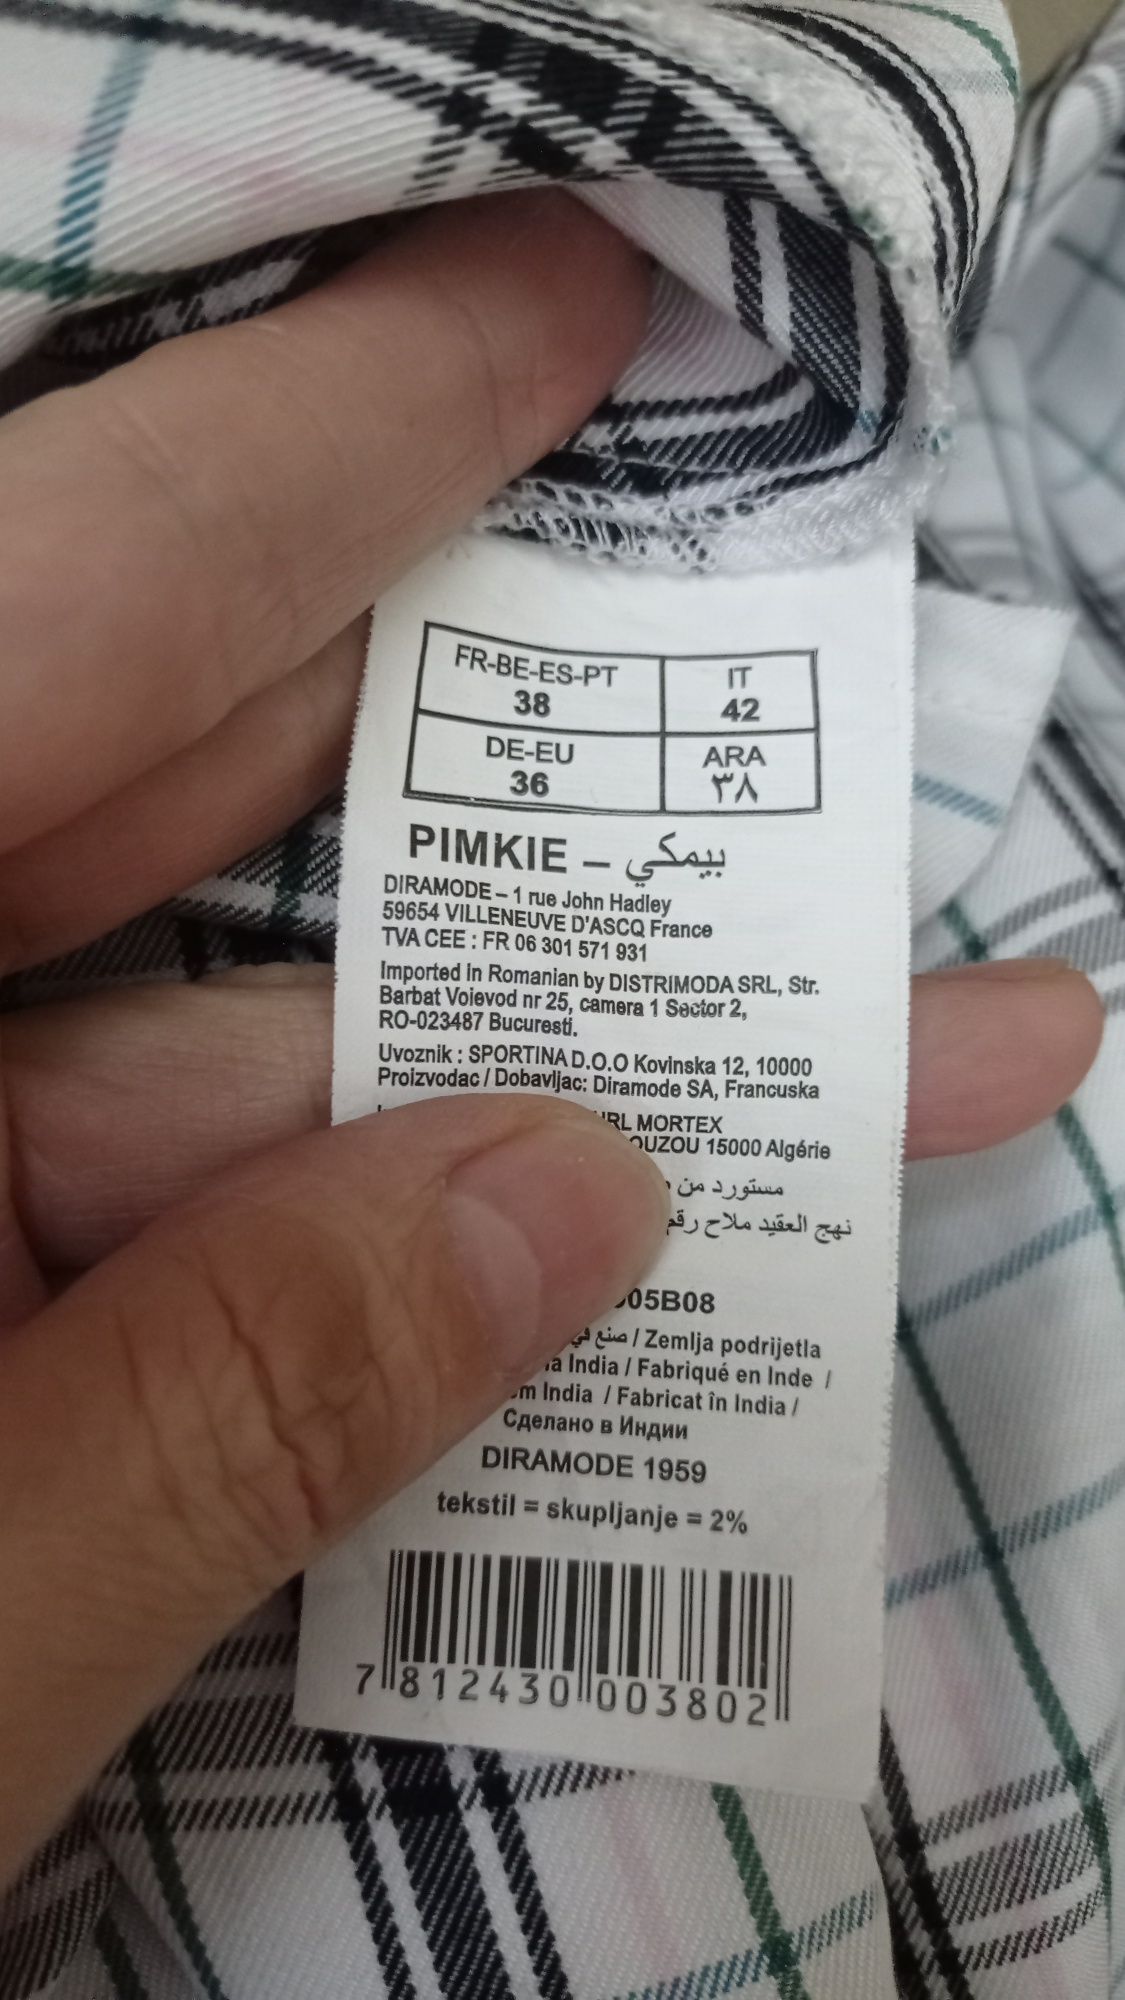 FR-BE-ES-PT
38
IT
42
DE-EU
36
ARA
٣٨
PIMKIE – بيمكي
DIRAMODE – 1 rue John Hadley
59654 VILLENEUVE D'ASCQ France
TVA CEE : FR 06 301 571 931
Imported in Romanian by DISTRIMODA SRL, Str.
Barbat Voievod nr 25, camera 1 Sector 2,
RO-023487 Bucuresti.
Uvoznik : SPORTINA D.O.O Kovinska 12, 10000
Proizvodac / Dobavljac: Diramode SA, Francuska
MORTEX
15000 Algérie
مستورد من
نهج العقيد ملاح رقم
05B08
صنع في / Zemlja podrijetla
India / Fabriqué en Inde /
India / Fabricat în India /
Сделано в Индии
DIRAMODE 1959
tekstil = skupljanje = 2%
7 812430 003802